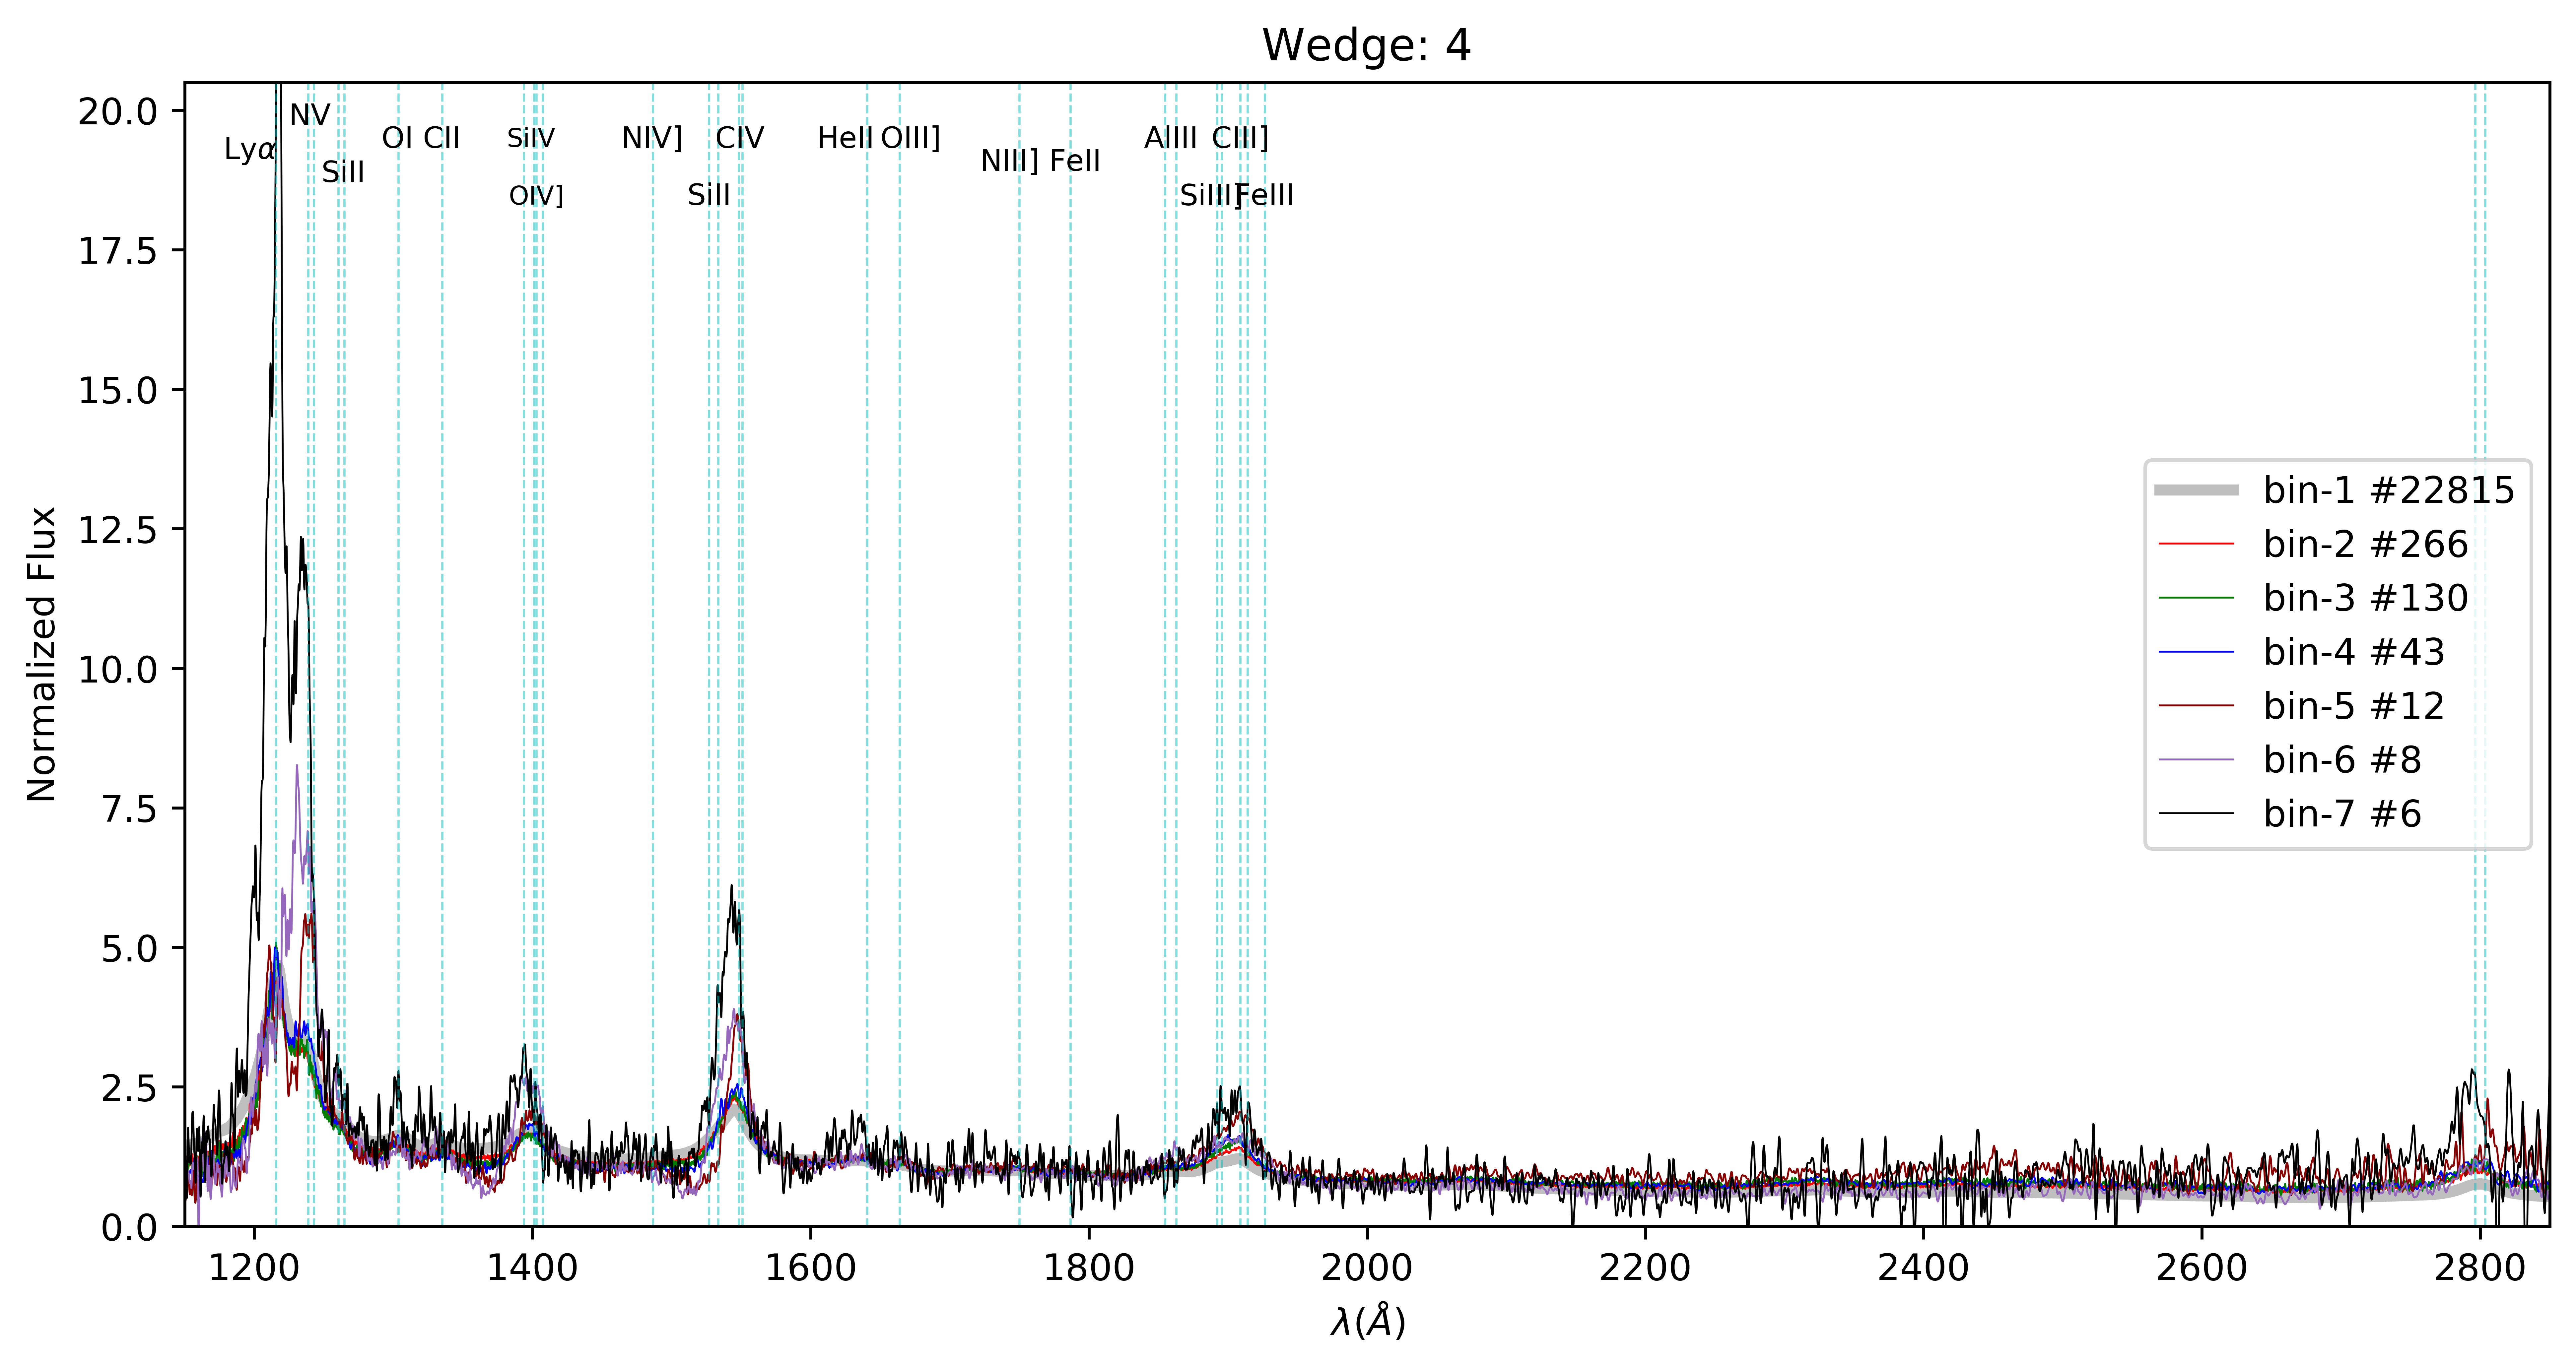 Wedge: 4
20.0
17.5
15.0
12.5
10.0
7.5
5.0
2.5
0.0
Normalized Flux
NV
Lyα
SiII
OI CII
SiIV
OIV]
NIV]
CIV
SiII
HeII OIII]
NIII] FeII
AlIII
CIII]
SiIII]
FeIII
bin-1 #22815
bin-2 #266
bin-3 #130
bin-4 #43
bin-5 #12
bin-6 #8
bin-7 #6
1200
1400
1600
1800
2000
2200
2400
2600
2800
λ(Å)